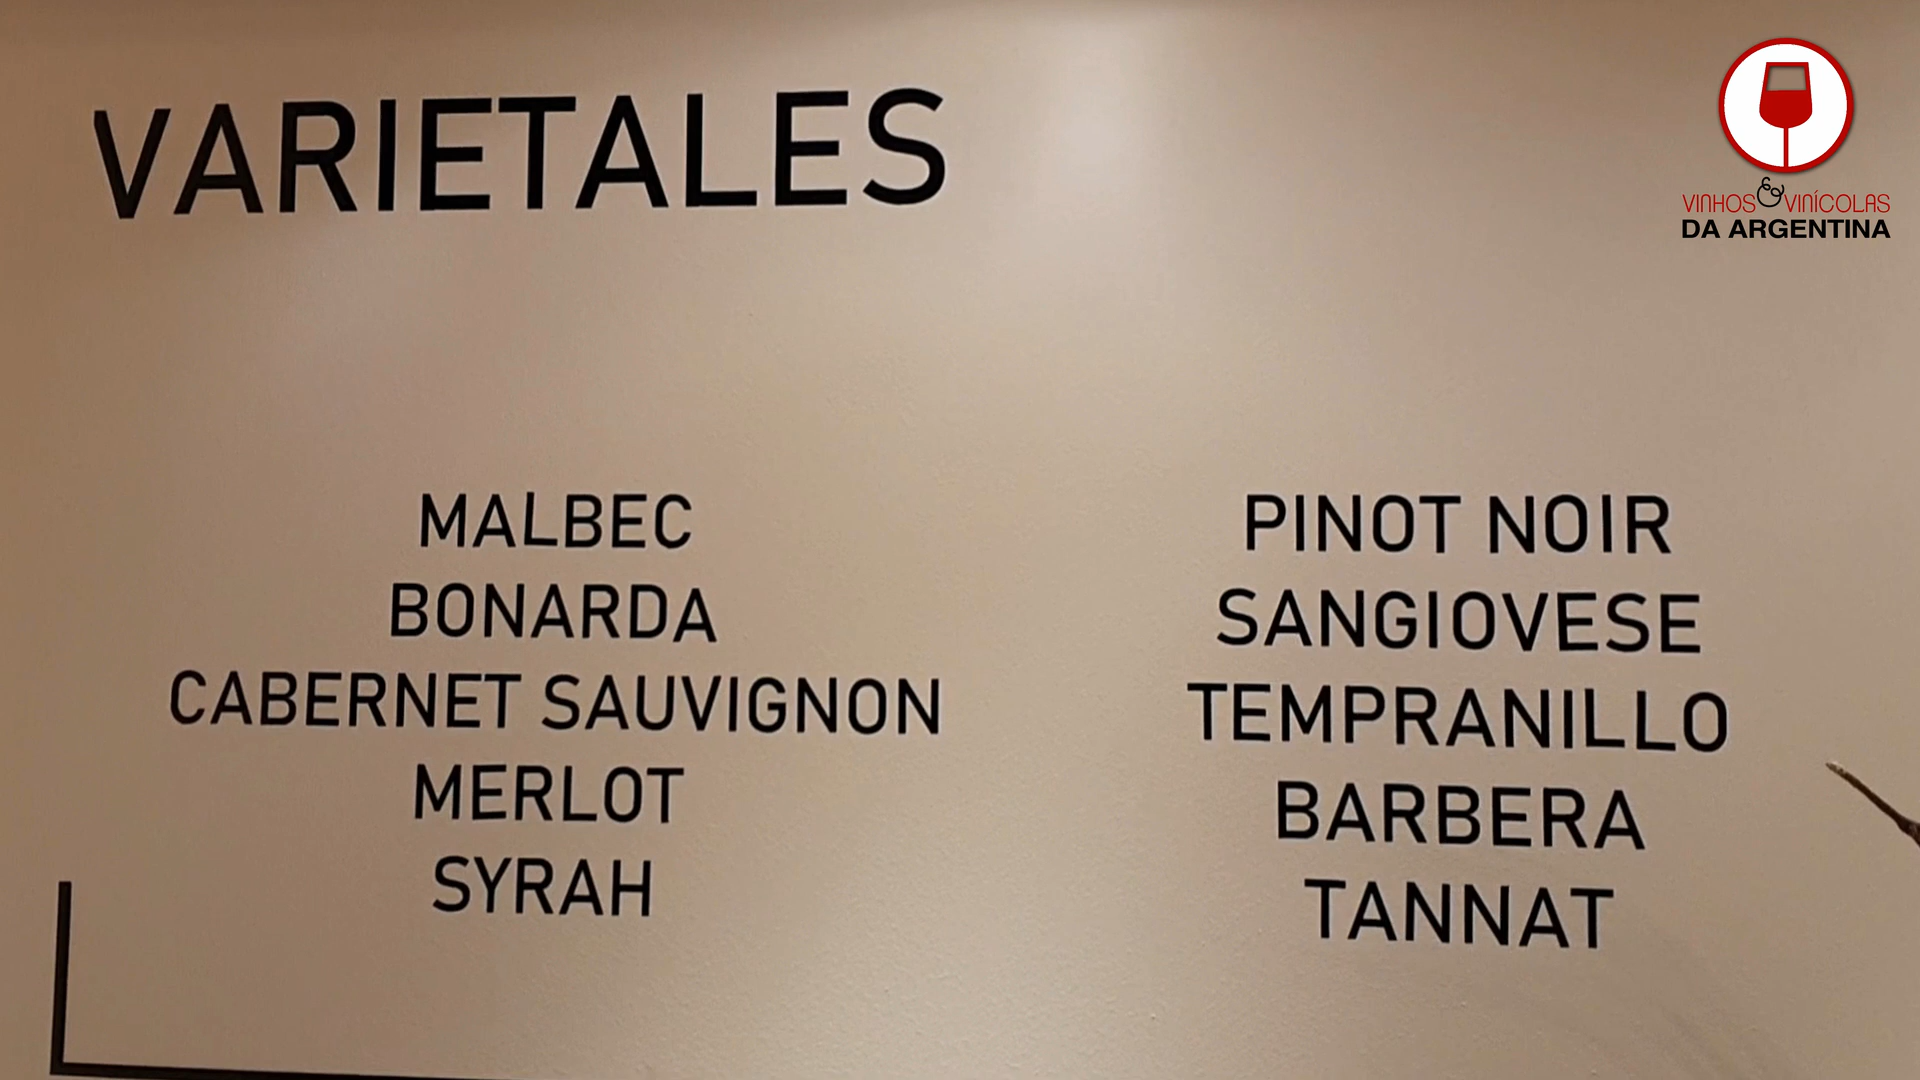 VARIETALES
VINHOS & VINÍCOLAS
DA ARGENTINA
MALBEC
BONARDA
CABERNET SAUVIGNON
MERLOT
SYRAH
PINOT NOIR
SANGIOVESE
TEMPRANILLO
BARBERA
TANNAT